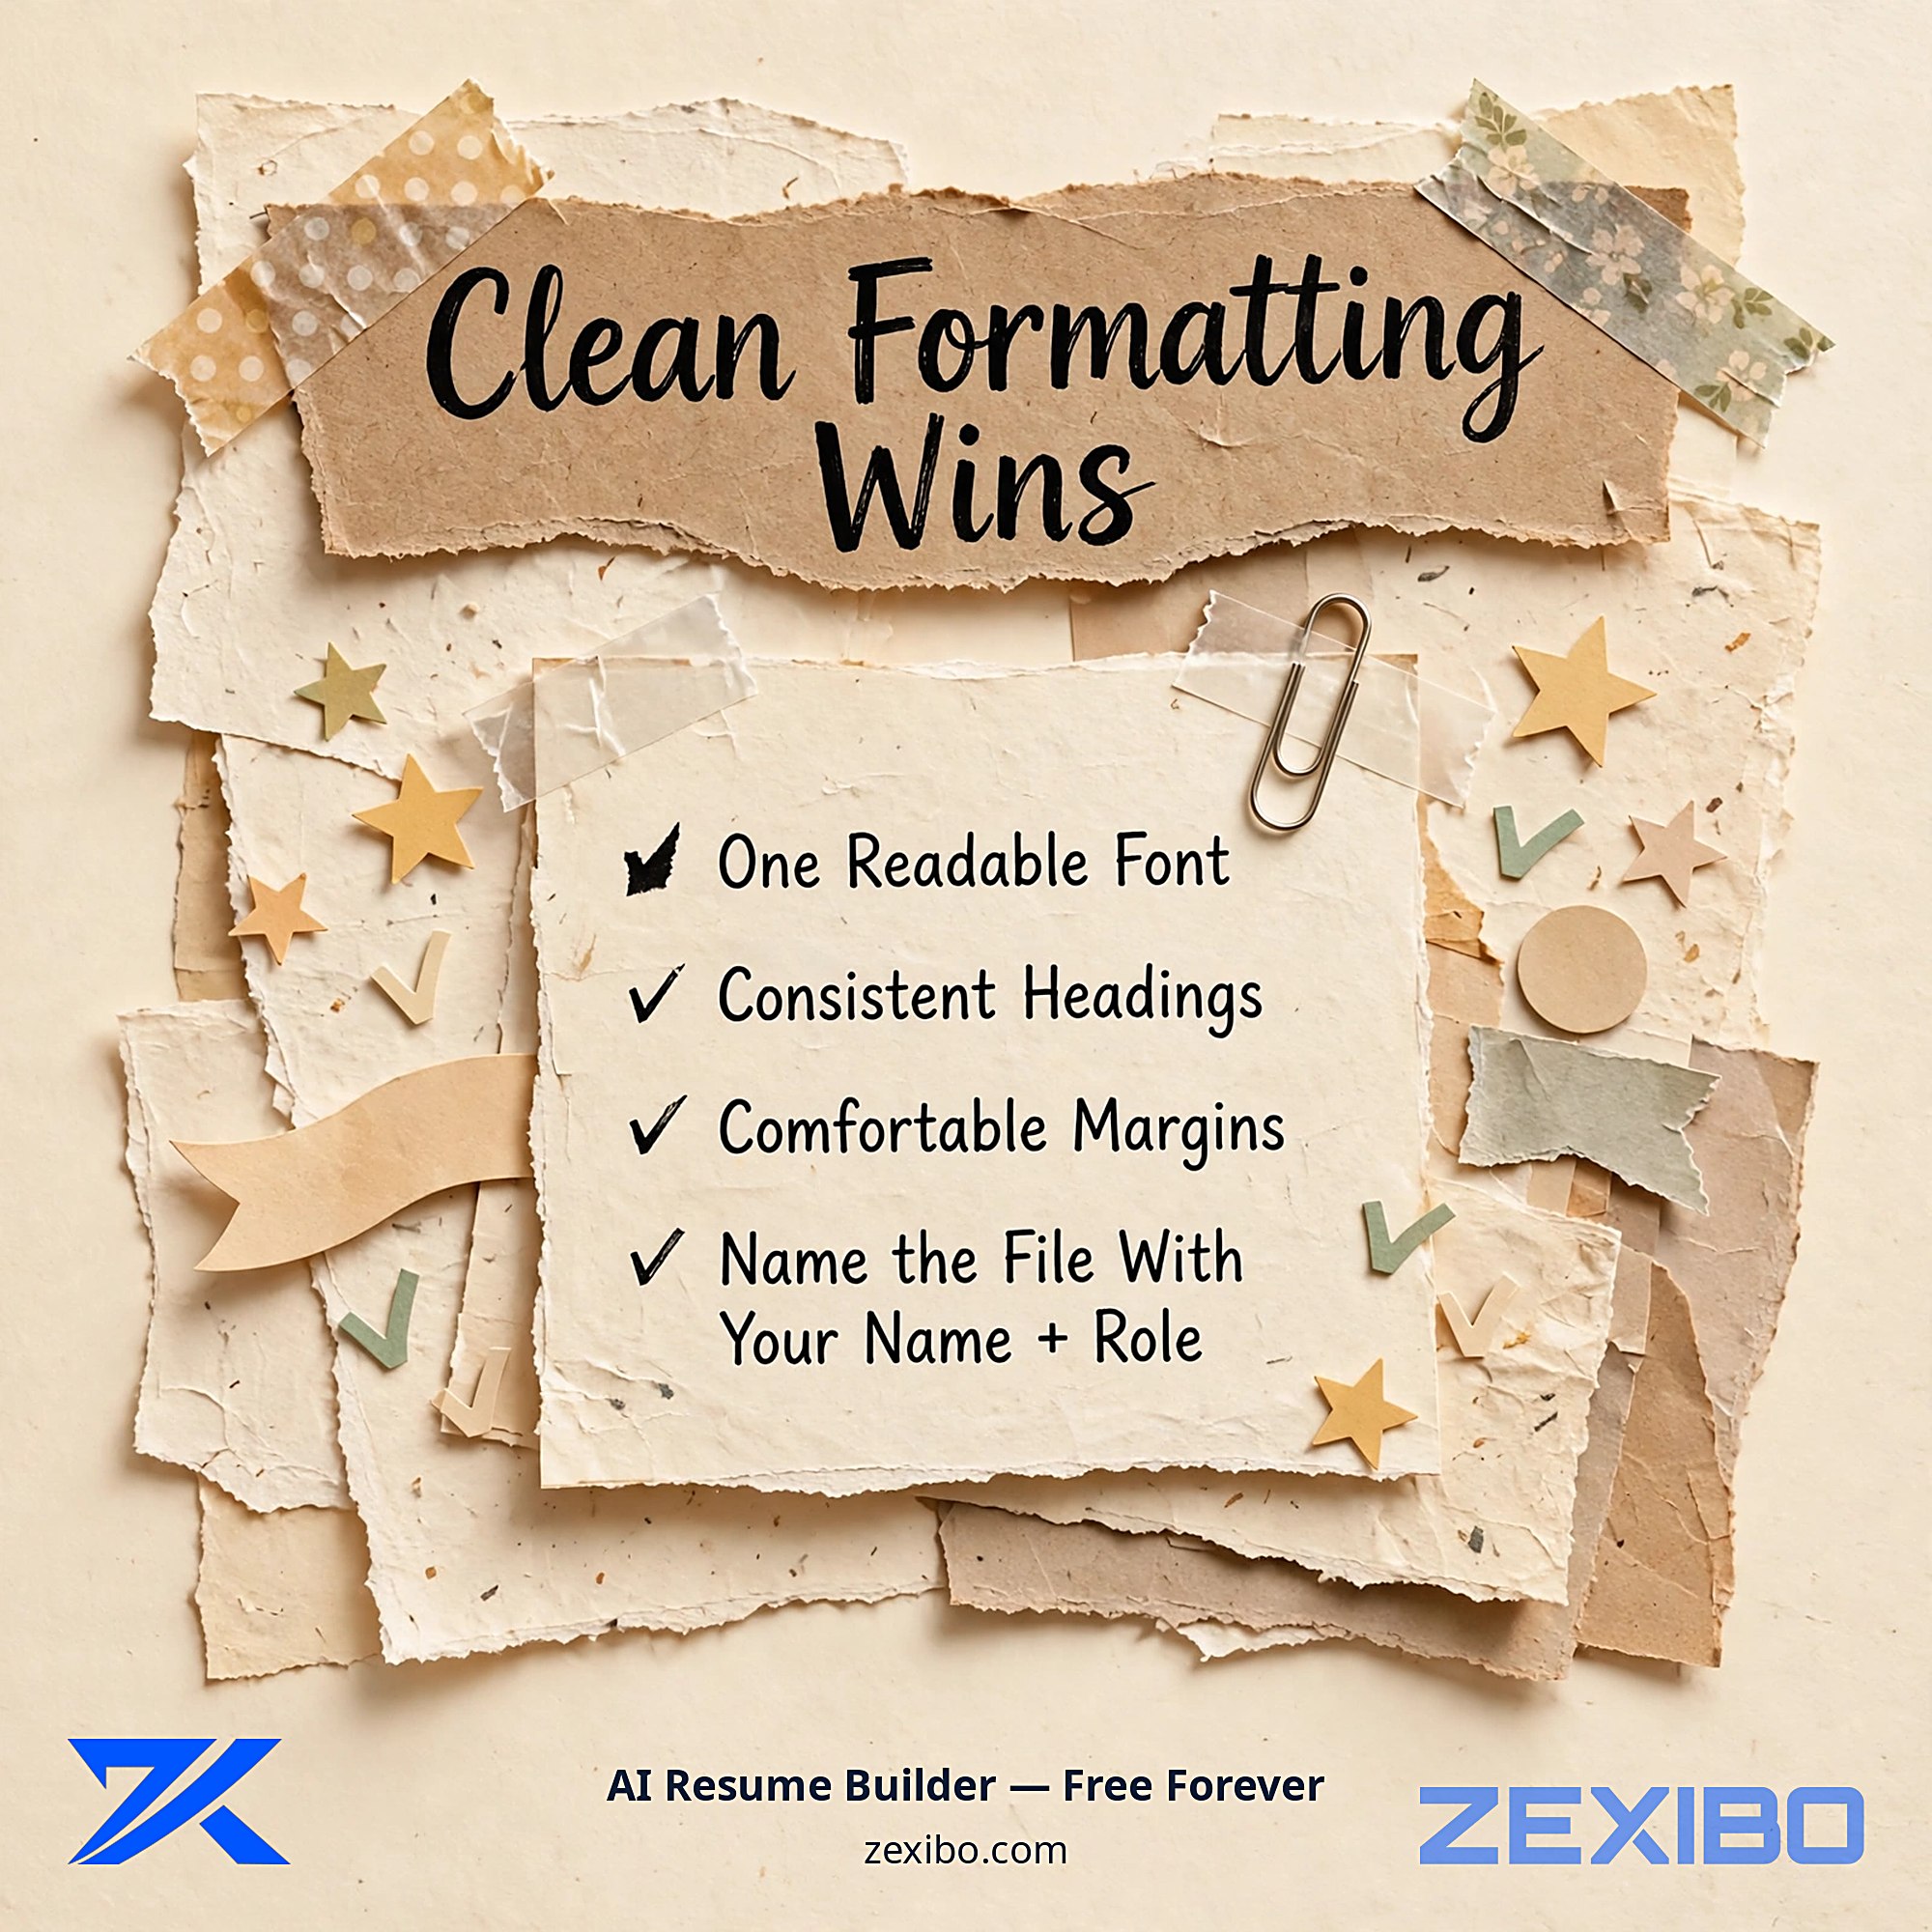 Clean Formatting
Wins
✔ One Readable Font
✓ Consistent Headings
✓ Comfortable Margins
✓ Name the File With
Your Name + Role
AI Resume Builder — Free Forever
zexibo.com
ZEXIBO